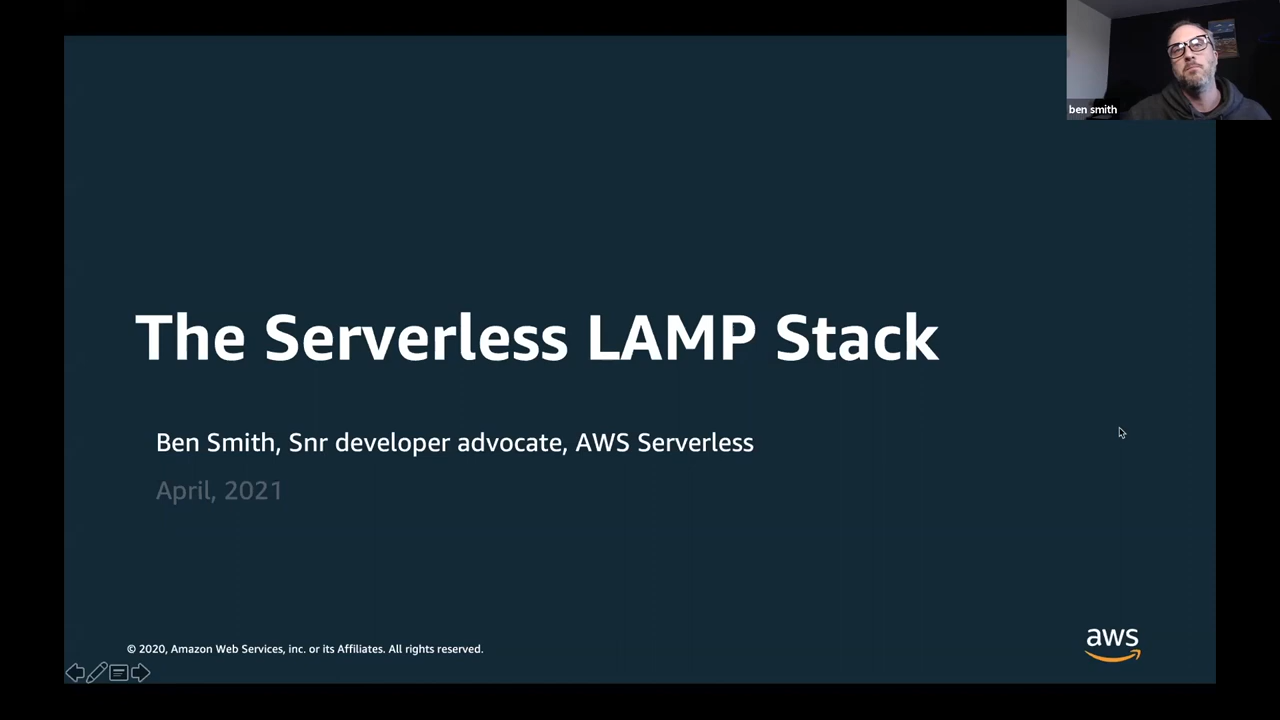 ben smith
The Serverless LAMP Stack
Ben Smith, Snr developer advocate, AWS Serverless
April, 2021
© 2020, Amazon Web Services, inc. or its Affiliates. All rights reserved.
aws